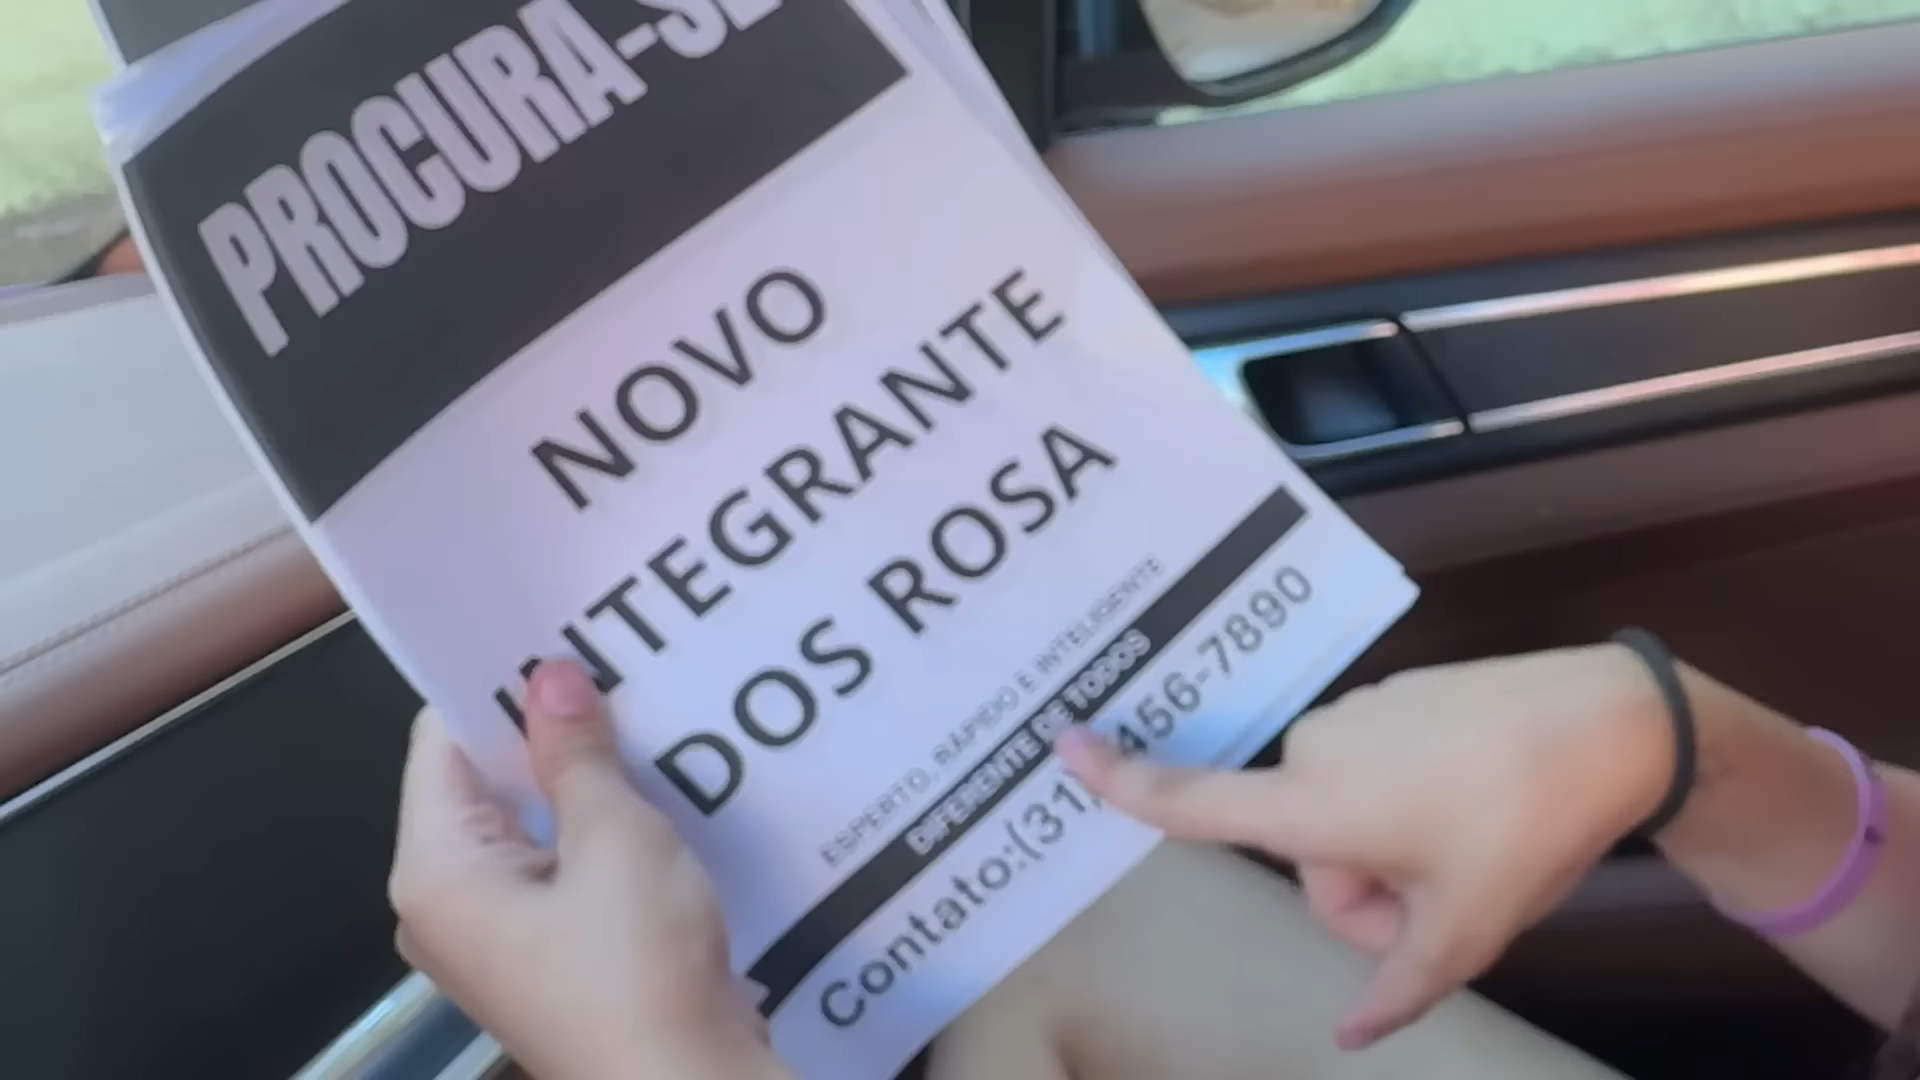 PROCURA-SE
NOVO
INTEGRANTE
DOS ROSA
ESPERTO, RÁPIDO E INTELIGENTE
DIFERENTE DE TODOS
Contato:(31) 456-7890